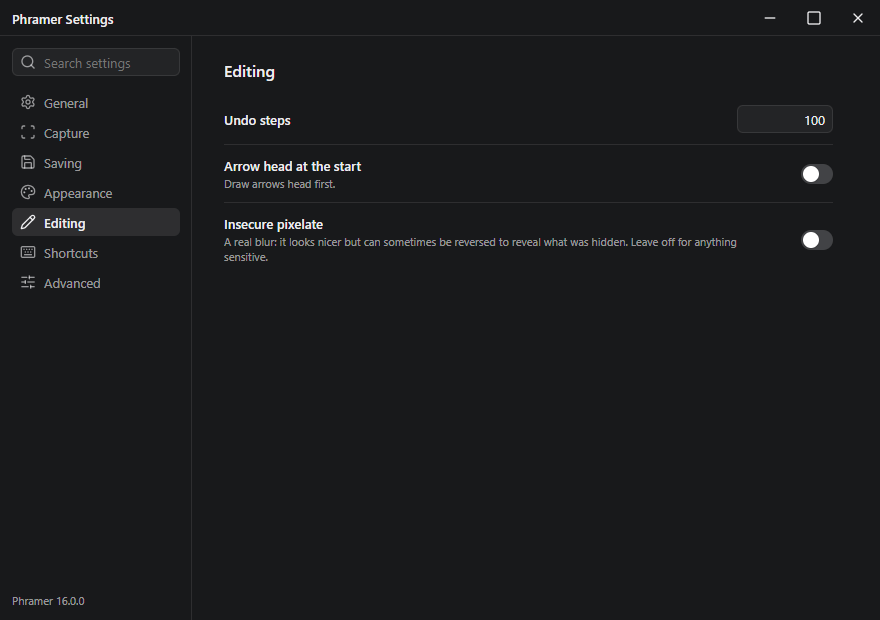 Phramer Settings
Search settings
General
Capture
Saving
Appearance
Editing
Shortcuts
Advanced
Phramer 16.0.0
Editing
Undo steps
100
Arrow head at the start
Draw arrows head first.
Insecure pixelate
A real blur: it looks nicer but can sometimes be reversed to reveal what was hidden. Leave off for anything
sensitive.